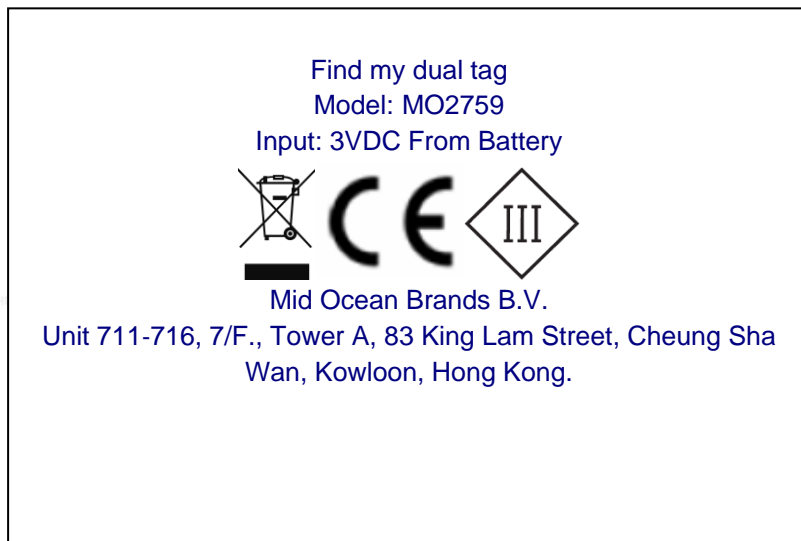 Find my dual tag
Model: MO2759
Input: 3VDC From Battery
CE III
Mid Ocean Brands B.V.
Unit 711-716, 7/F., Tower A, 83 King Lam Street, Cheung Sha
Wan, Kowloon, Hong Kong.